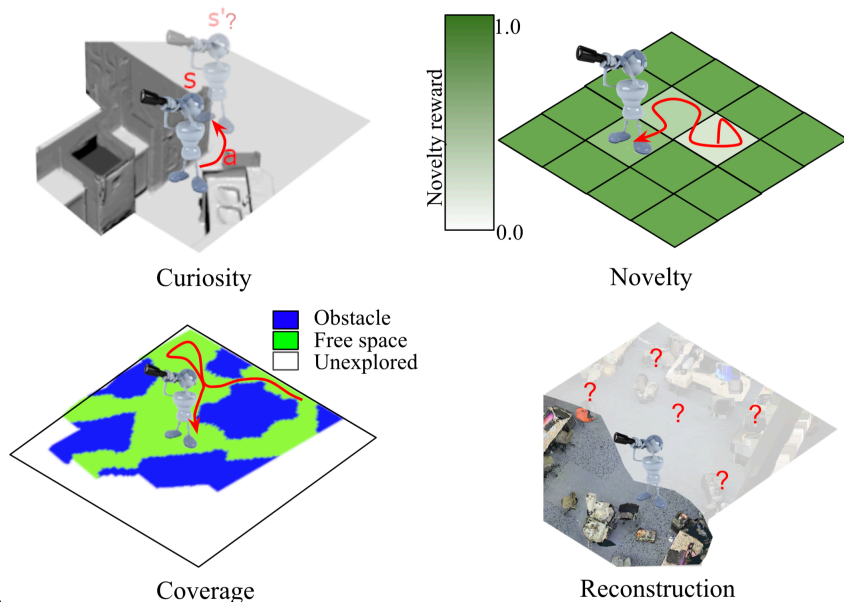 s'?
s
a
Curiosity
1.0
Novelty reward
0.0
Novelty
Obstacle
Free space
Unexplored
Coverage
?
?
?
?
?
Reconstruction